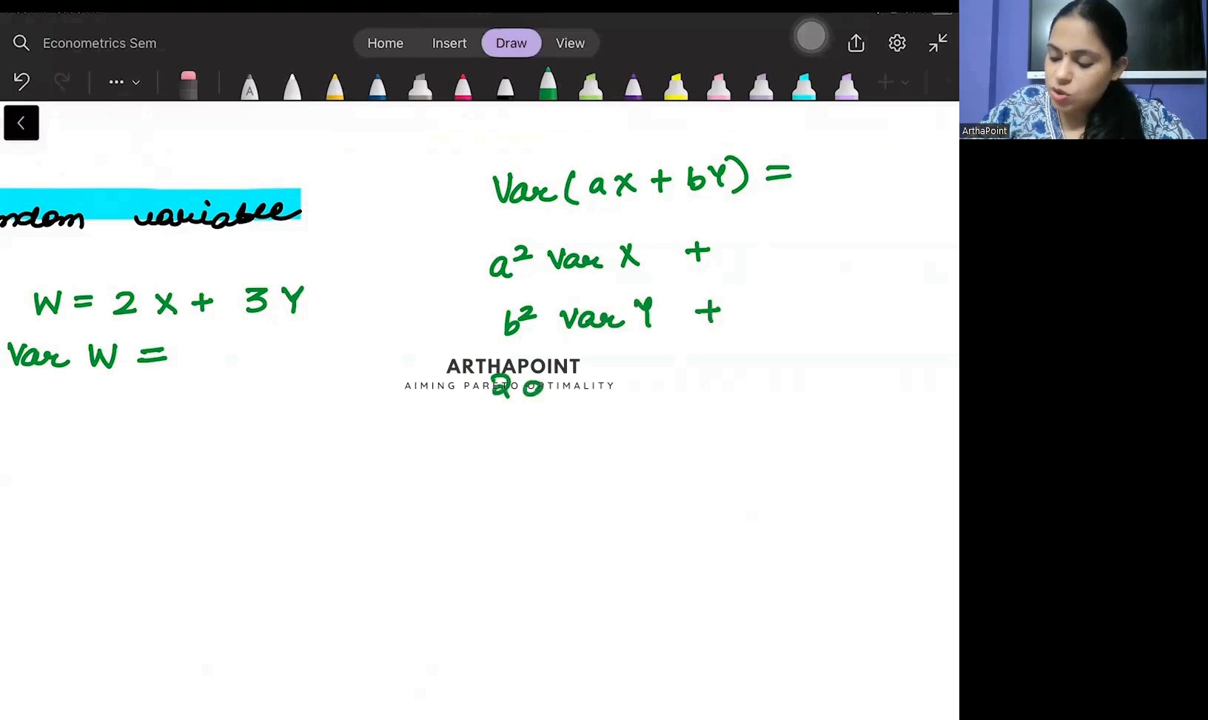 Econometrics Sem
Home Insert Draw View
ArthaPoint
ndom variable
Var(aX + bY) =
a² Var X +
b² Var Y +
W = 2X + 3Y
Var W =
ARTHAPOINT
AIMING PARETO OPTIMALITY